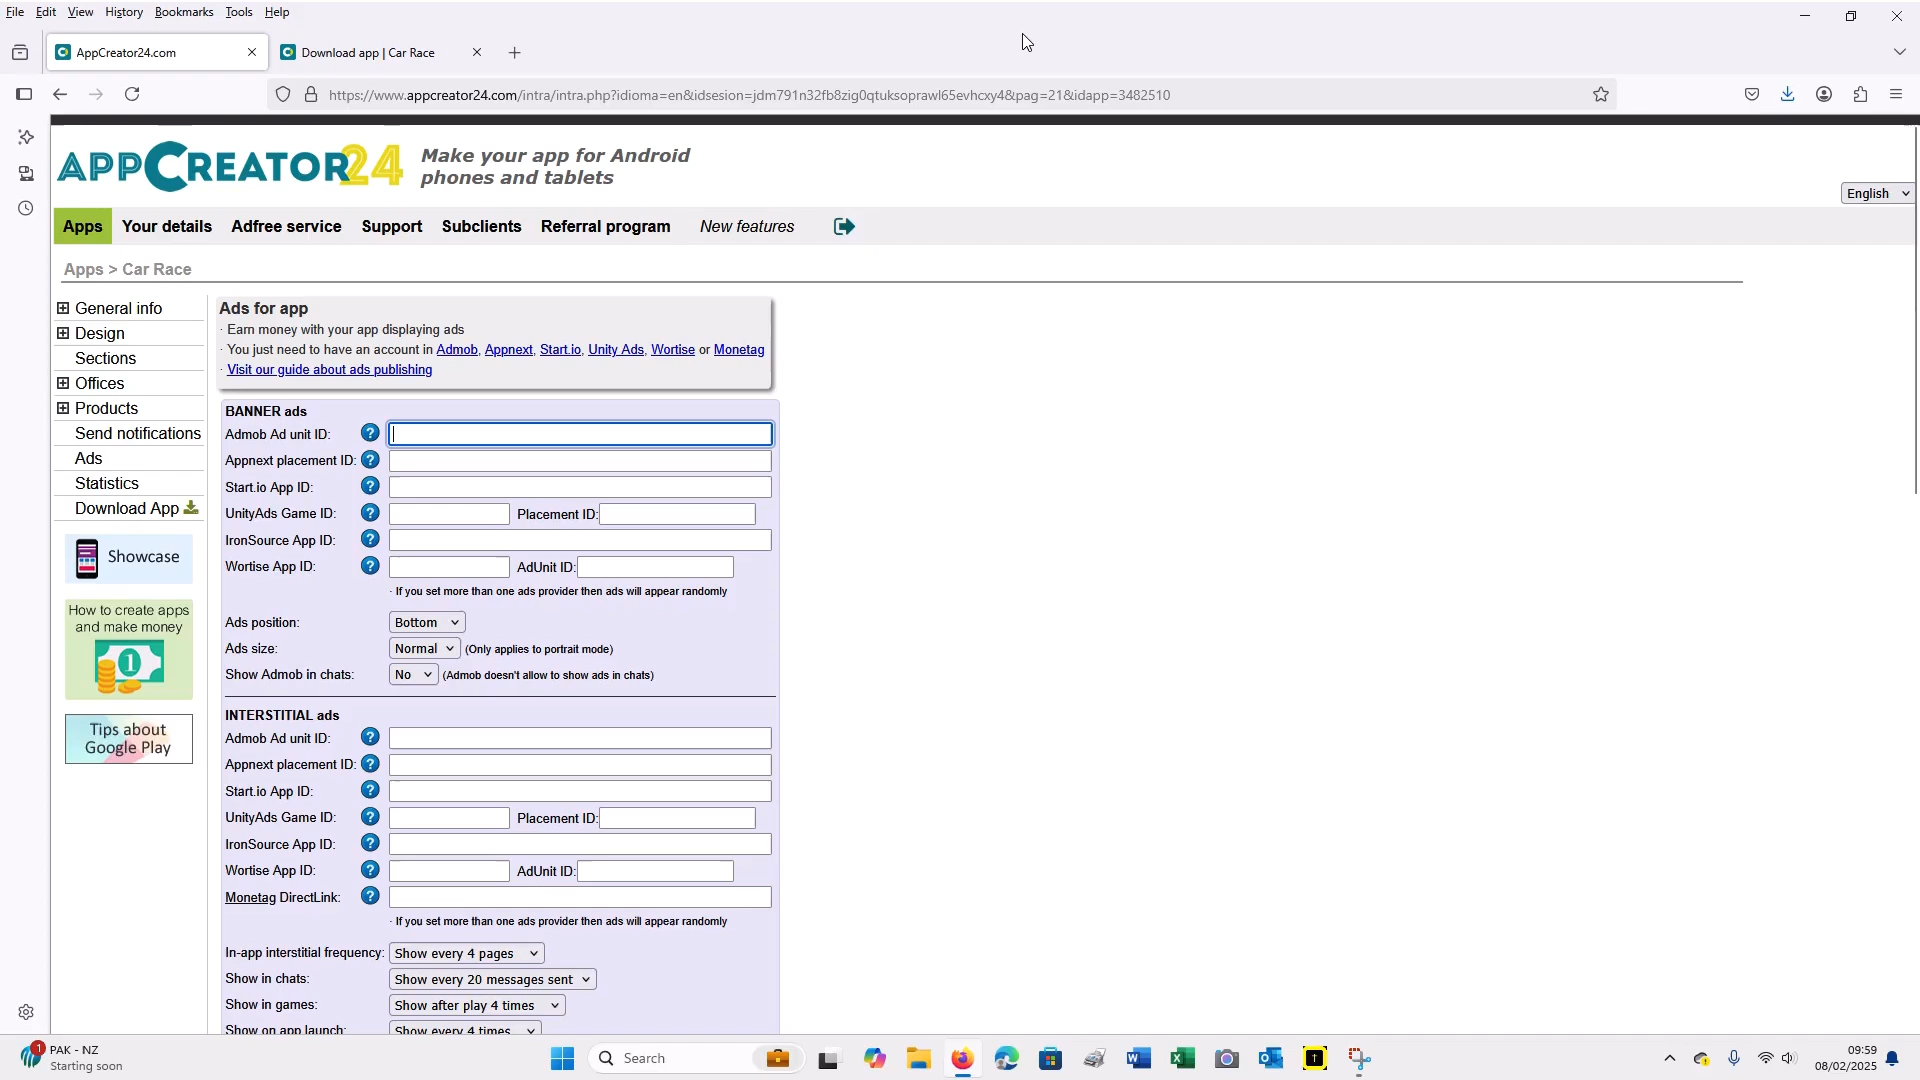 File Edit View History Bookmarks Tools Help
AppCreator24.com
Download app | Car Race
https://www.appcreator24.com/intra/intra.php?idioma=en&idsesion=jdm791n32fb8zig0qtuksoprawl65evhcxy4&pag=21&idapp=3482510
APPCREATOR24
Make your app for Android
phones and tablets
English
Apps Your details Adfree service Support Subclients Referral program New features
Apps > Car Race
General info
Design
Sections
Offices
Products
Send notifications
Ads
Statistics
Download App
Showcase
How to create apps
and make money
1
Tips about
Google Play
Ads for app
· Earn money with your app displaying ads
· You just need to have an account in Admob, Appnext, Start.io, Unity Ads, Wortise or Monetag
· Visit our guide about ads publishing
BANNER ads
Admob Ad unit ID: ?
Appnext placement ID: ?
Start.io App ID: ?
UnityAds Game ID: ? Placement ID:
IronSource App ID: ?
Wortise App ID: ? AdUnit ID:
· If you set more than one ads provider then ads will appear randomly
Ads position: Bottom
Ads size: Normal (Only applies to portrait mode)
Show Admob in chats: No (Admob doesn't allow to show ads in chats)
INTERSTITIAL ads
Admob Ad unit ID: ?
Appnext placement ID: ?
Start.io App ID: ?
UnityAds Game ID: ? Placement ID:
IronSource App ID: ?
Wortise App ID: ? AdUnit ID:
Monetag DirectLink: ?
· If you set more than one ads provider then ads will appear randomly
In-app interstitial frequency: Show every 4 pages
Show in chats: Show every 20 messages sent
Show in games: Show after play 4 times
Show on app launch: Show every 4 times
1
PAK - NZ
Starting soon
Search
09:59
08/02/2025